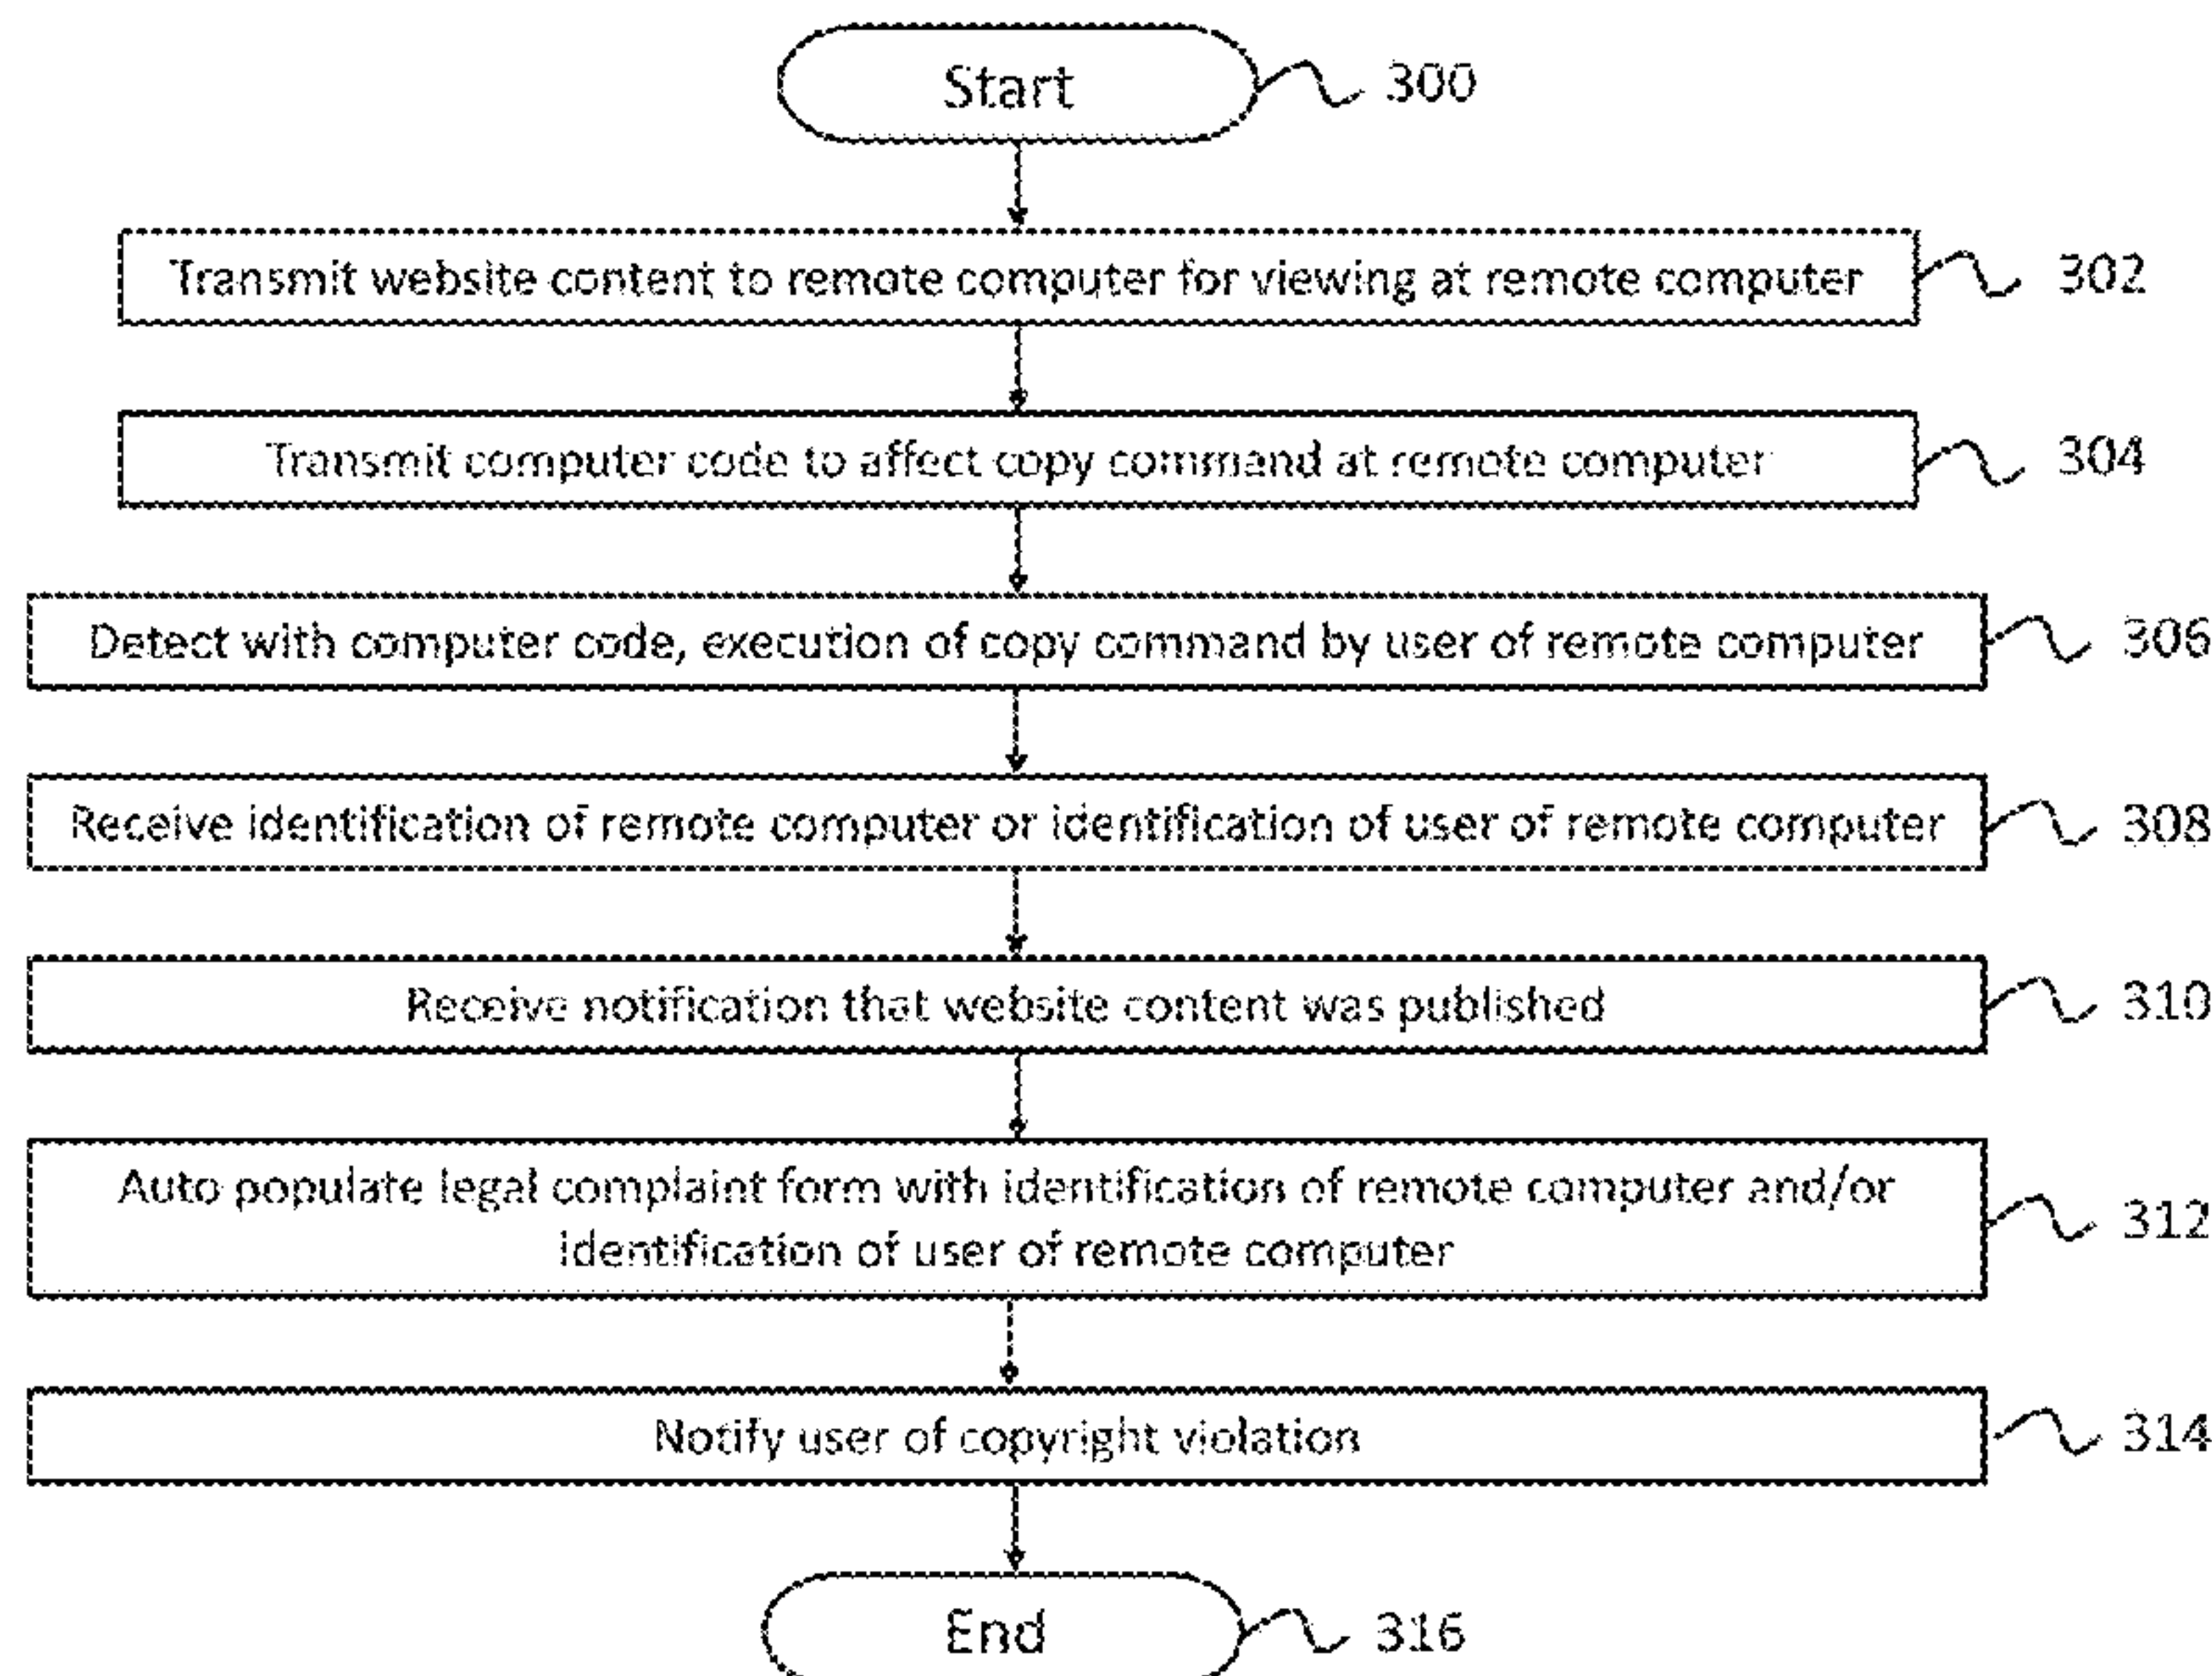 Start
300
Transmit website content to remote computer for viewing at remote computer
302
Transmit computer code to affect copy command at remote computer
304
Detect with computer code, execution of copy command by user of remote computer
306
Receive identification of remote computer or identification of user of remote computer
308
Receive notification that website content was published
310
Auto populate legal complaint form with identification of remote computer and/or
identification of user of remote computer
312
Notify user of copyright violation
314
End
316